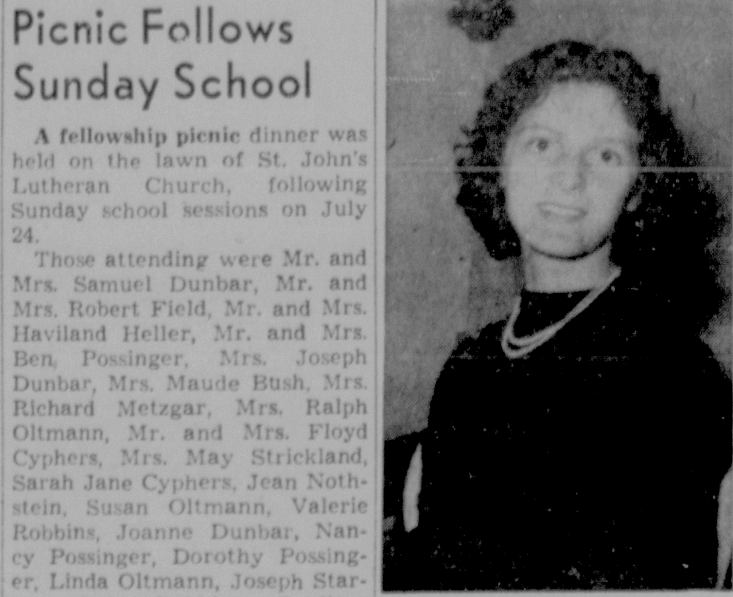 Picnic Follows
Sunday School
A fellowship picnic dinner was
held on the lawn of St. John's
Lutheran Church, following
Sunday school sessions on July
24.
Those attending were Mr. and
Mrs. Samuel Dunbar, Mr. and
Mrs. Robert Field, Mr. and Mrs.
Haviland Heller, Mr. and Mrs.
Ben Possinger, Mrs. Joseph
Dunbar, Mrs. Maude Bush, Mrs.
Richard Metzgar, Mrs. Ralph
Oltmann, Mr. and Mrs. Floyd
Cyphers, Mrs. May Strickland,
Sarah Jane Cyphers, Jean Noth-
stein, Susan Oltmann, Valerie
Robbins, Joanne Dunbar, Nan-
cy Possinger, Dorothy Possing-
er, Linda Oltmann, Joseph Star-